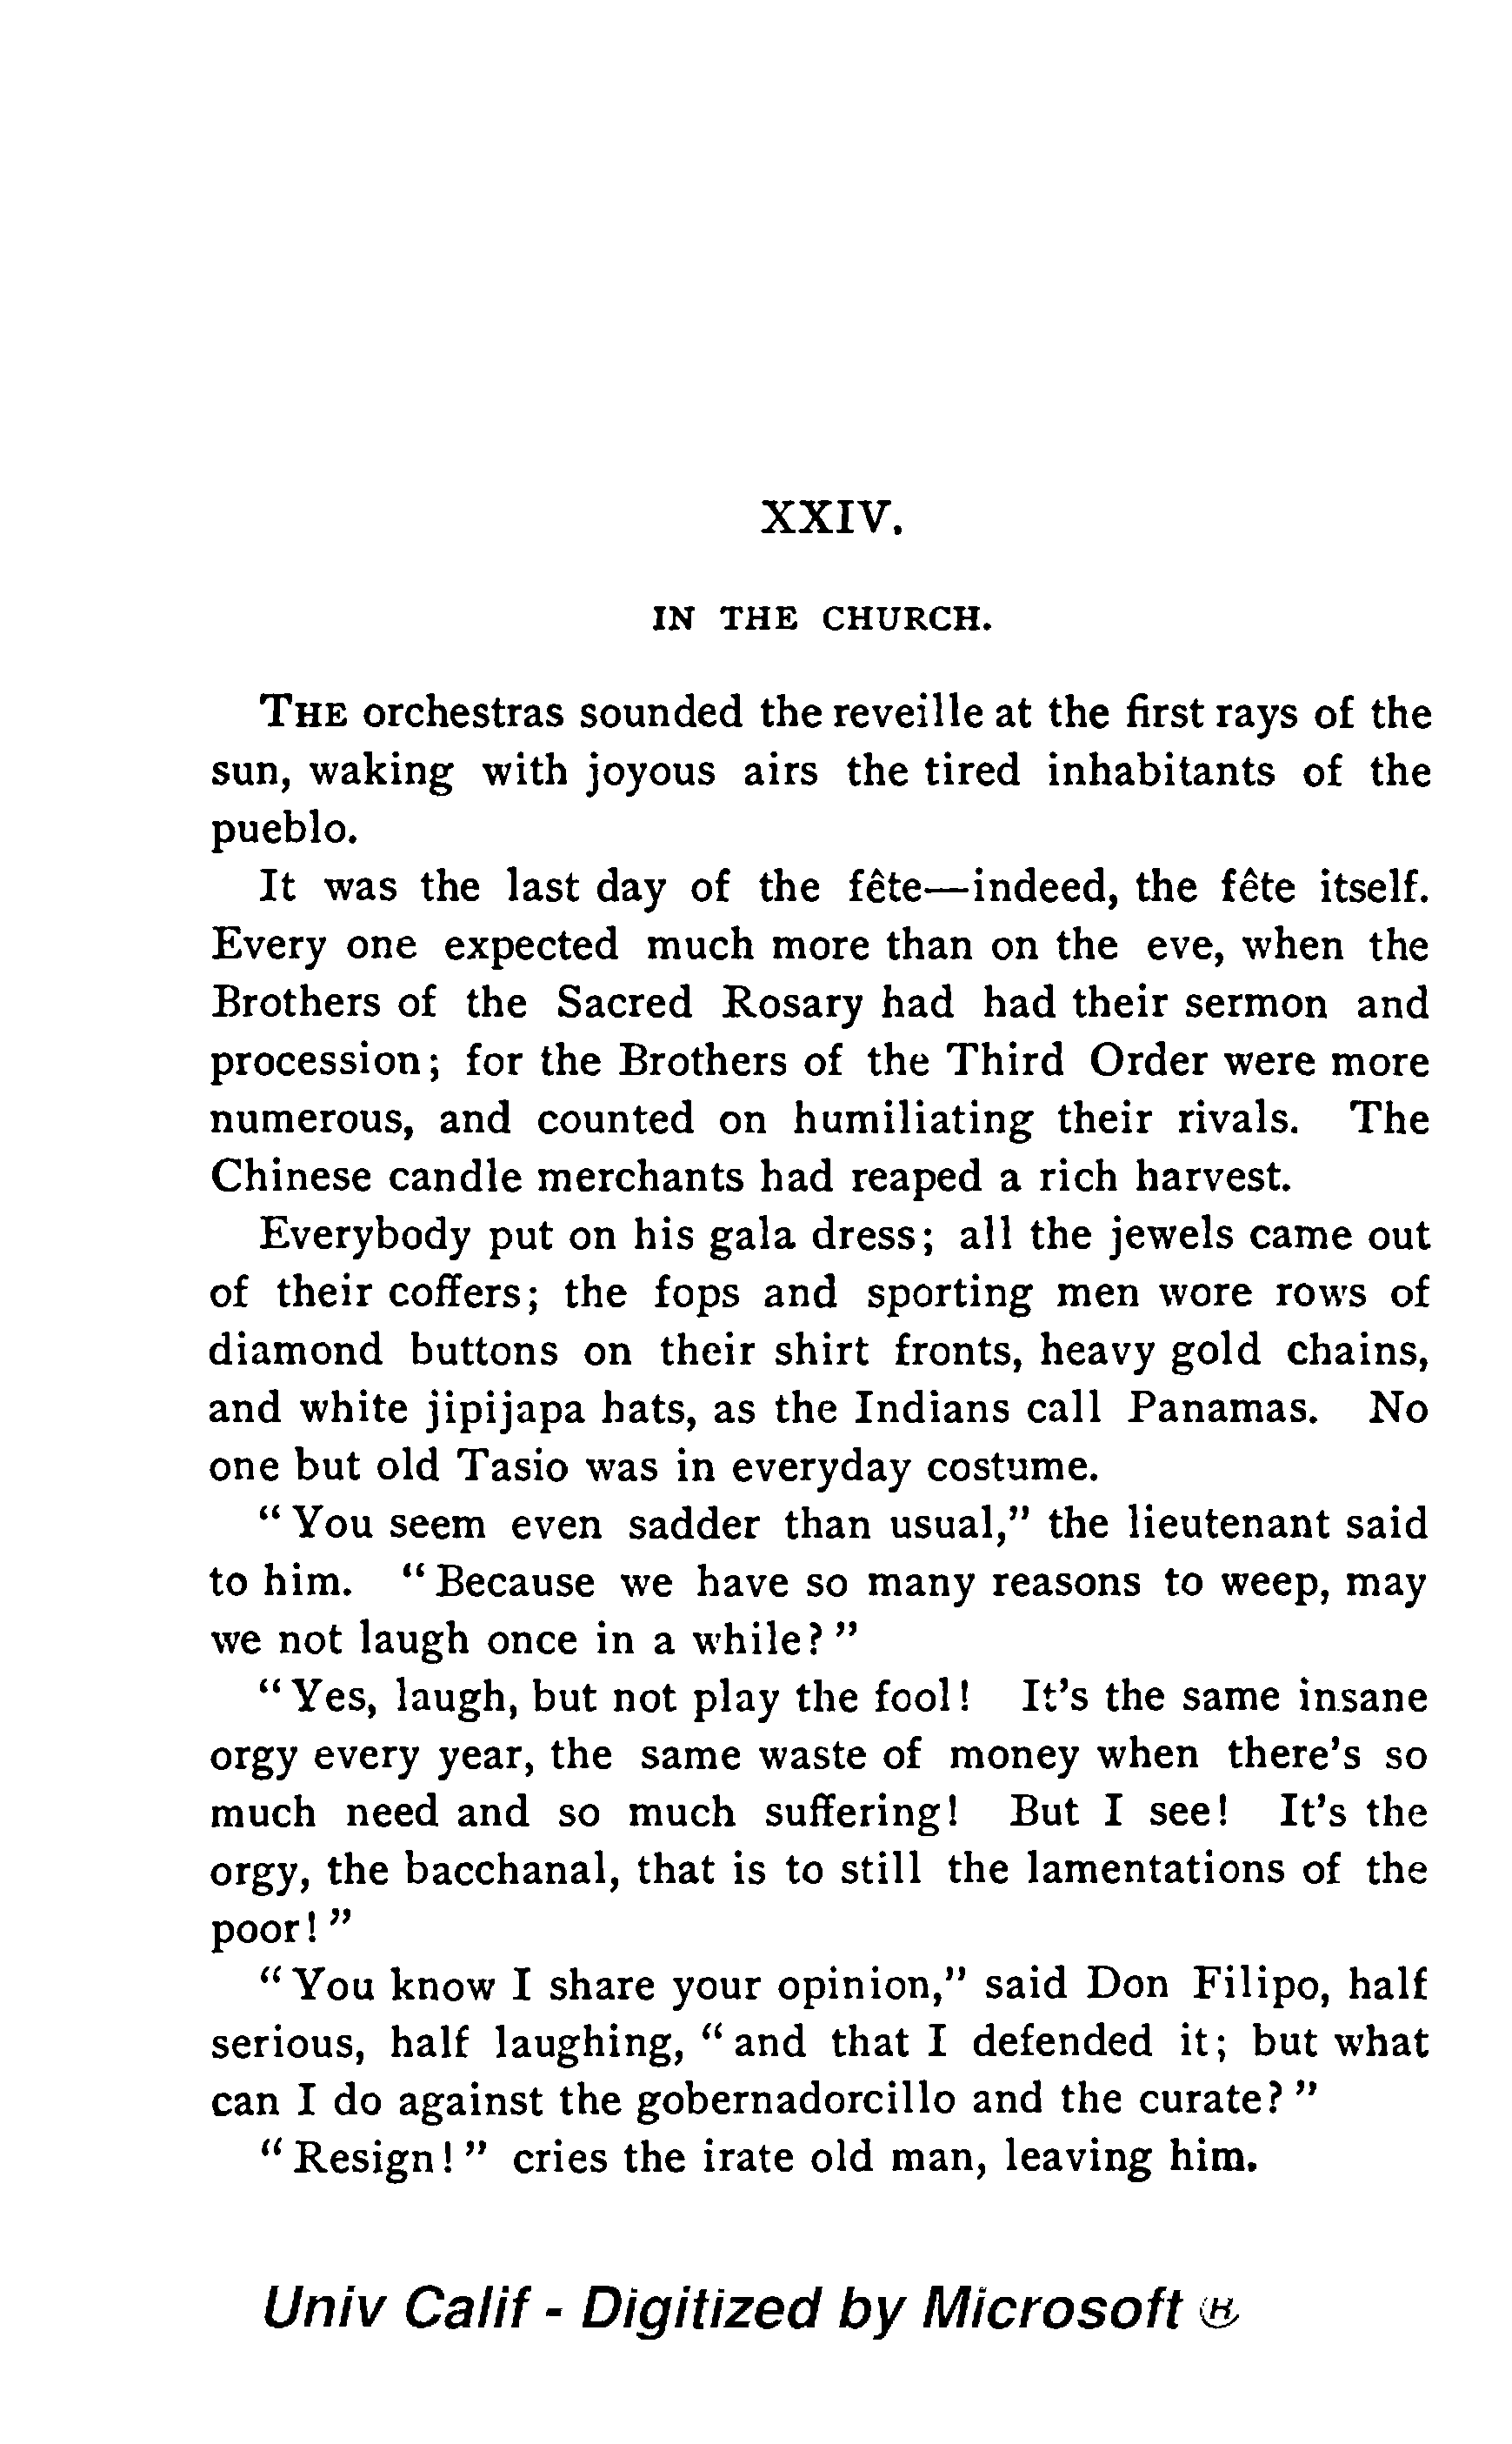 XXIV.
IN THE CHURCH.
THE orchestras sounded the reveille at the first rays of the
sun, waking with joyous airs the tired inhabitants of the
pueblo.
It was the last day of the fête—indeed, the fête itself.
Every one expected much more than on the eve, when the
Brothers of the Sacred Rosary had had their sermon and
procession; for the Brothers of the Third Order were more
numerous, and counted on humiliating their rivals. The
Chinese candle merchants had reaped a rich harvest.
Everybody put on his gala dress; all the jewels came out
of their coffers; the fops and sporting men wore rows of
diamond buttons on their shirt fronts, heavy gold chains,
and white jipijapa hats, as the Indians call Panamas. No
one but old Tasio was in everyday costume.
"You seem even sadder than usual," the lieutenant said
to him. "Because we have so many reasons to weep, may
we not laugh once in a while?"
"Yes, laugh, but not play the fool! It's the same insane
orgy every year, the same waste of money when there's so
much need and so much suffering! But I see! It's the
orgy, the bacchanal, that is to still the lamentations of the
poor!"
"You know I share your opinion," said Don Filipo, half
serious, half laughing, "and that I defended it; but what
can I do against the gobernadorcillo and the curate?"
"Resign!" cries the irate old man, leaving him.
Univ Calif - Digitized by Microsoft ®